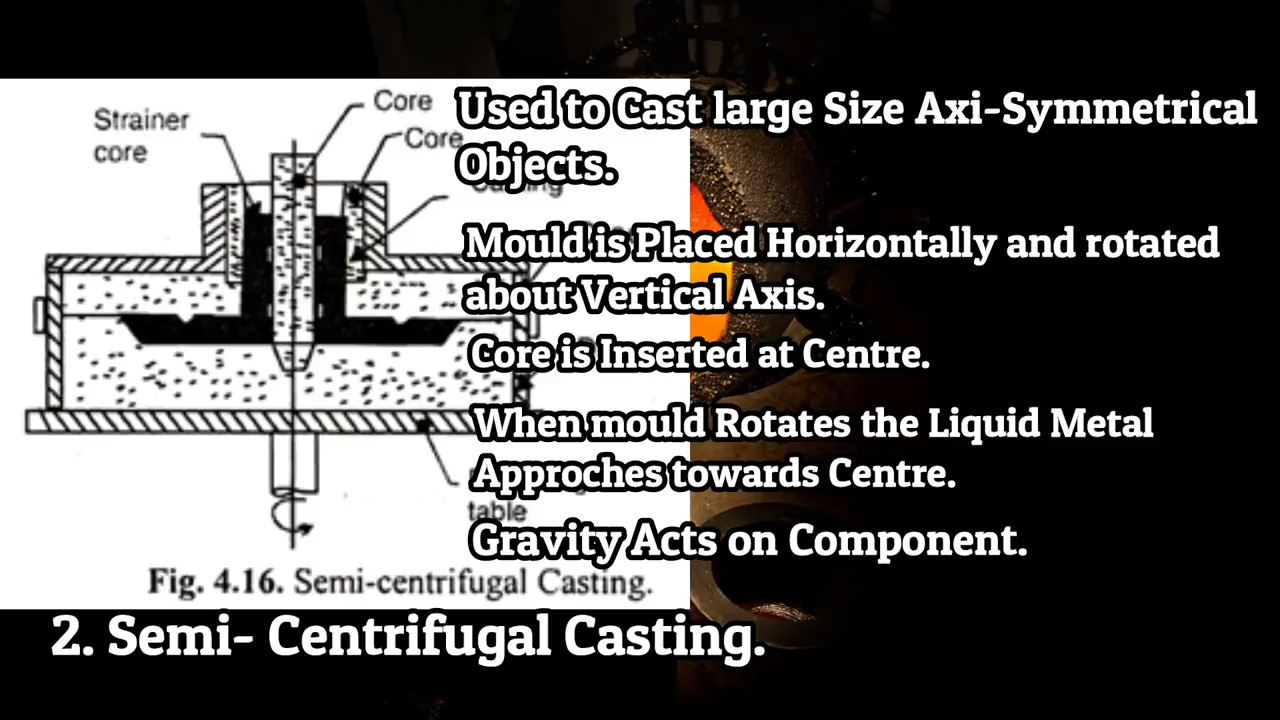 Strainer
core
Core
Core
Used to Cast large Size Axi-Symmetrical
Objects.
Mould is Placed Horizontally and rotated
about Vertical Axis.
Core is Inserted at Centre.
When mould Rotates the Liquid Metal
Approches towards Centre.
table
Gravity Acts on Component.
Fig. 4.16. Semi-centrifugal Casting.
2. Semi- Centrifugal Casting.